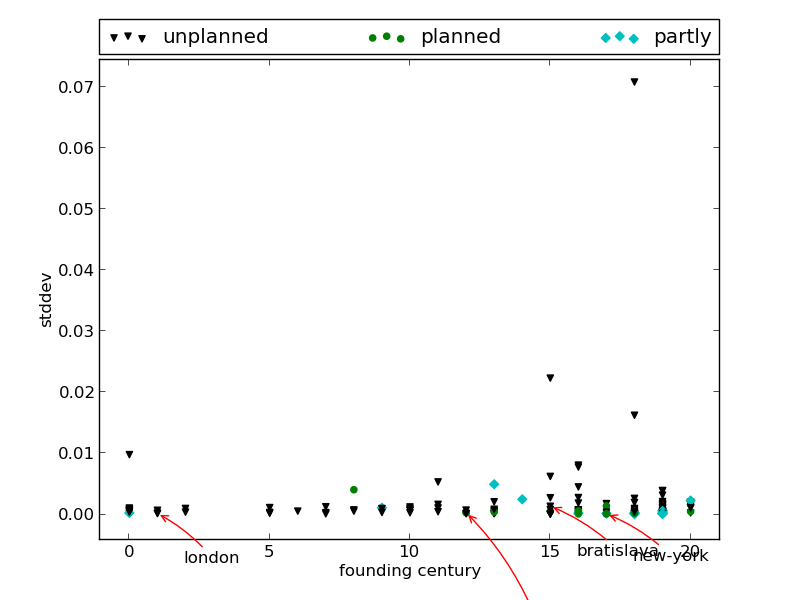 unplanned planned partly
0.07
0.06
0.05
0.04
0.03
0.02
0.01
0.00
stddev
0 5 10 15 20
london bratislava new-york
founding century